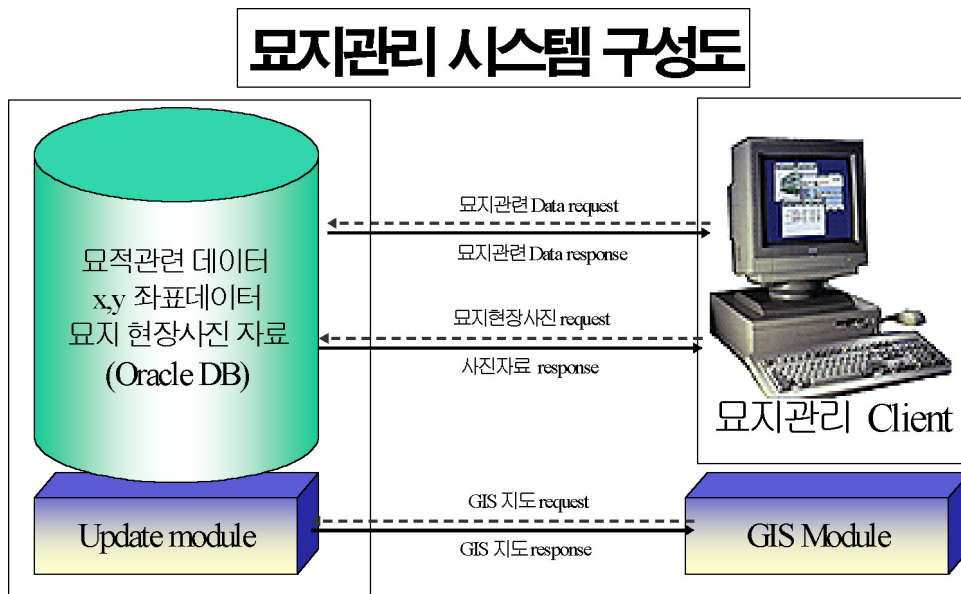 묘지관리 시스템 구성도
묘적관련 데이터
x,y 좌표데이터
묘지 현장사진 자료
(Oracle DB)
Update module
묘지관련 Data request
묘지관련 Data response
묘지현장사진 request
사진자료 response
GIS 지도 request
GIS 지도 response
묘지관리 Client
GIS Module